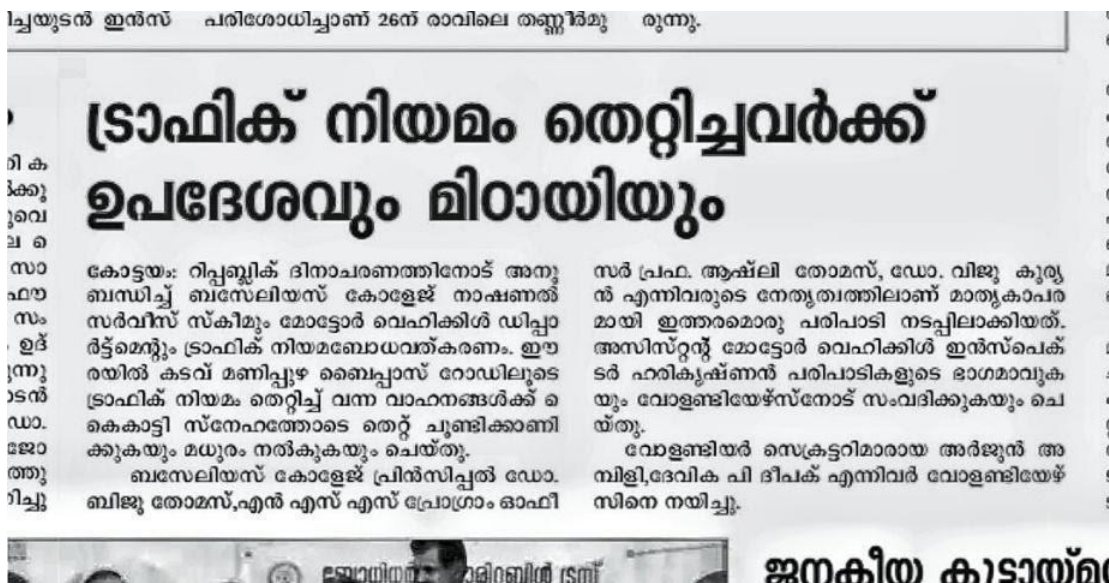 ിച്ചയുടൻ ഇൻസ്
പരിശോധിച്ചാണ് 26ന് രാവിലെ തണ്ണീർമു
രുന്നു.
ട്രാഫിക് നിയമം തെറ്റിച്ചവർക്ക്
ഉപദേശവും മിഠായിയും
കോട്ടയം: റിപ്പബ്ലിക് ദിനാചരണത്തിനോട് അനു
ബന്ധിച്ച് ബസേലിയസ് കോളേജ് നാഷണൽ
സർവീസ് സ്കീമും മോട്ടോർ വെഹിക്കിൾ ഡിപ്പാ
ർട്ട്മെന്റും ട്രാഫിക് നിയമബോധവത്കരണം. ഈ
രയിൽ കടവ് മണിപ്പുഴ ബൈപ്പാസ് റോഡിലൂടെ
ട്രാഫിക് നിയമം തെറ്റിച്ച് വന്ന വാഹനങ്ങൾക്ക് െ
കൈകാട്ടി സ്നേഹത്തോടെ തെറ്റ് ചൂണ്ടിക്കാണി
ക്കുകയും മധുരം നൽകുകയും ചെയ്തു.
ബസേലിയസ് കോളേജ് പ്രിൻസിപ്പൽ ഡോ.
ബിജു തോമസ്,എൻ എസ് എസ് പ്രോഗ്രാം ഓഫീ
സർ പ്രഫ. ആഷ്‌ലി തോമസ്, ഡോ. വിജു കുര്യ
ൻ എന്നിവരുടെ നേതൃത്വത്തിലാണ് മാതൃകാപര
മായി ഇത്തരമൊരു പരിപാടി നടപ്പിലാക്കിയത്.
അസിസ്റ്റന്റ് മോട്ടോർ വെഹിക്കിൾ ഇൻസ്പെക്
ടർ ഹരികൃഷ്ണൻ പരിപാടികളുടെ ഭാഗമാവുക
യും വോളണ്ടിയേഴ്സ്നോട് സംവദിക്കുകയും ചെ
യ്തു.
വോളണ്ടിയർ സെക്രട്ടറിമാരായ അർജുൻ അ
മ്പിളി,ദേവിക പി ദീപക് എന്നിവർ വോളണ്ടിയേഴ്
സിനെ നയിച്ചു.
ജനകീയ കൂട്ടായ്മ